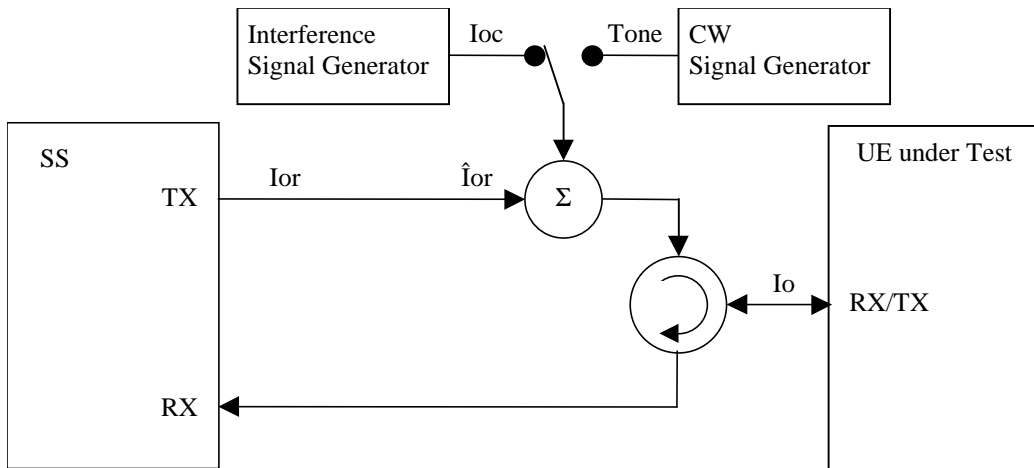 Interference
Signal Generator
Ioc
Tone
CW
Signal Generator
SS
UE under Test
TX
Ior
Îor
Σ
Io
RX/TX
RX